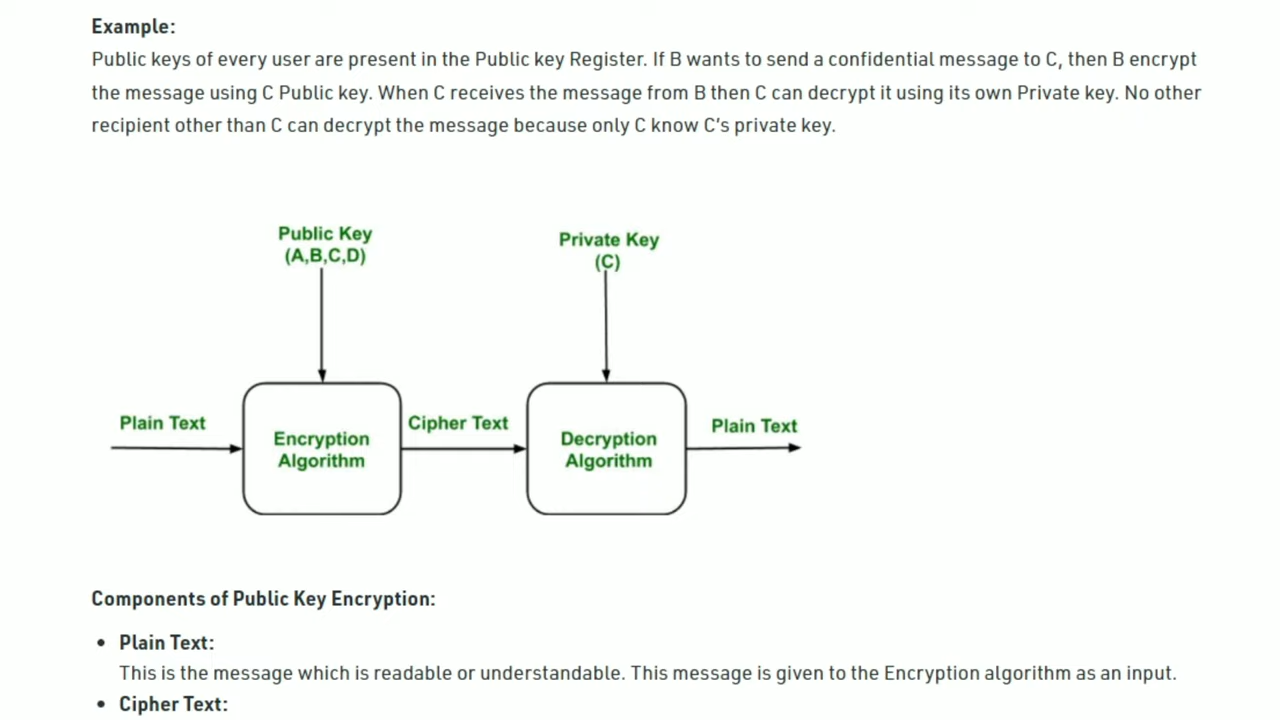 Example:
Public keys of every user are present in the Public key Register. If B wants to send a confidential message to C, then B encrypt
the message using C Public key. When C receives the message from B then C can decrypt it using its own Private key. No other
recipient other than C can decrypt the message because only C know C's private key.
Public Key
(A,B,C,D)
Private Key
(C)
Plain Text
Encryption
Algorithm
Cipher Text
Decryption
Algorithm
Plain Text
Components of Public Key Encryption:
• Plain Text:
This is the message which is readable or understandable. This message is given to the Encryption algorithm as an input.
• Cipher Text: